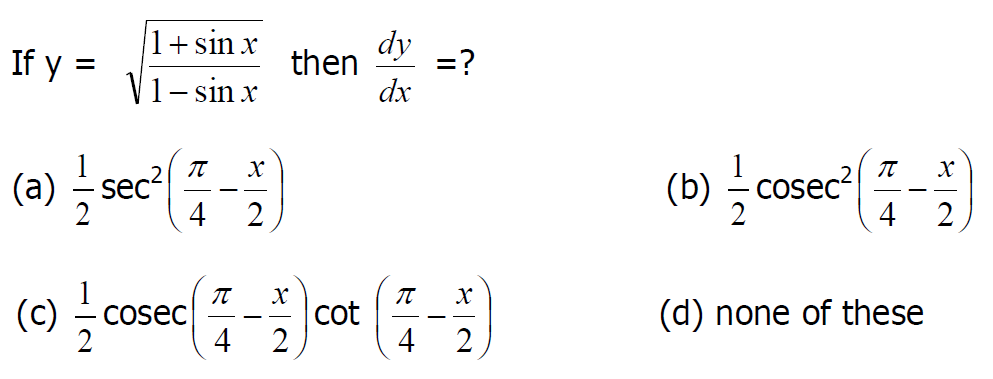 If y = √((1 + sin x)/(1 − sin x)) then dy/dx =?
(a) 1/2 sec²(π/4 − x/2) (b) 1/2 cosec²(π/4 − x/2)
(c) 1/2 cosec(π/4 − x/2) cot (π/4 − x/2) (d) none of these